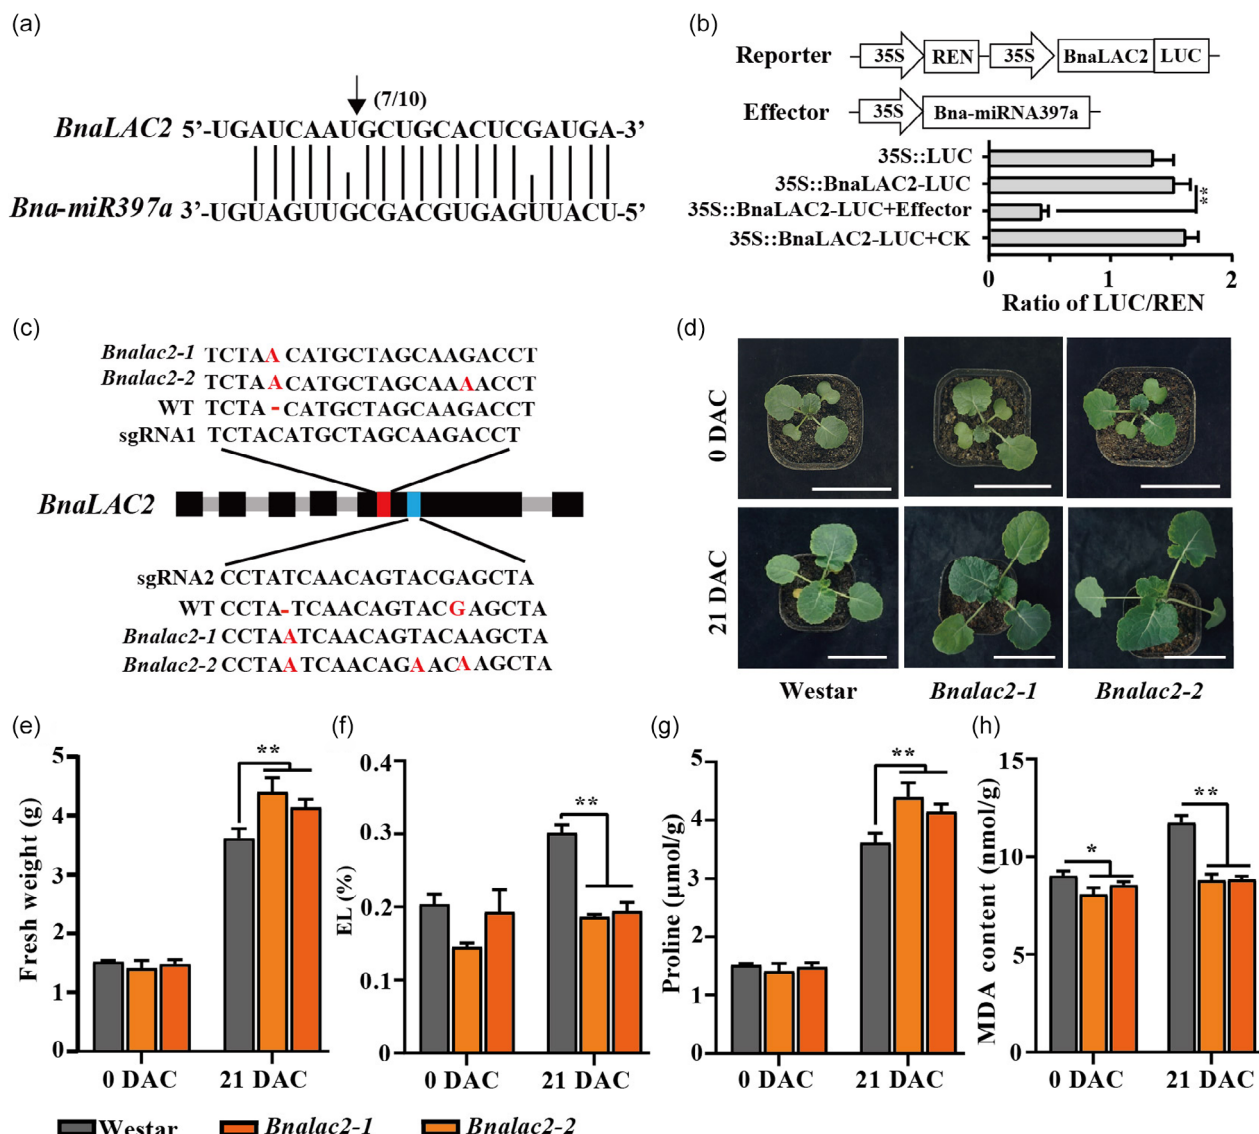 (a)
(7/10)
BnaLAC2 5’-UGAUCAAUGCUGCACUCGAUGA-3’
Bna-miR397a 3’-UGUAGUUGCGACGUGAGUUACU-5’
(b)
Reporter 35S REN 35S BnaLAC2 LUC
Effector 35S Bna-miRNA397a
35S::LUC
35S::BnaLAC2-LUC
**
35S::BnaLAC2-LUC+Effector
35S::BnaLAC2-LUC+CK
0 1 2
Ratio of LUC/REN
(c)
Bnalac2-1 TCTAACATGCTAGCAAGACCT
Bnalac2-2 TCTAACATGCTAGCAAAACCT
WT TCTA-CATGCTAGCAAGACCT
sgRNA1 TCTACATGCTAGCAAGACCT
BnaLAC2
sgRNA2 CCTATCAACAGTACGAGCTA
WT CCTA-TCAACAGTACGAGCTA
Bnalac2-1 CCTAATCAACAGTACAAGCTA
Bnalac2-2 CCTAATCAACAGAACAAGCTA
(d)
0 DAC
21 DAC
Westar Bnalac2-1 Bnalac2-2
(e)
Fresh weight (g)
5
4
3
2
1
0
**
0 DAC 21 DAC
(f)
EL (%)
0.4
0.3
0.2
0.1
0
**
0 DAC 21 DAC
(g)
Proline (μmol/g)
5
4
3
2
1
0
**
0 DAC 21 DAC
(h)
MDA content (nmol/g)
15
10
5
0
*
**
0 DAC 21 DAC
Westar Bnalac2-1 Bnalac2-2